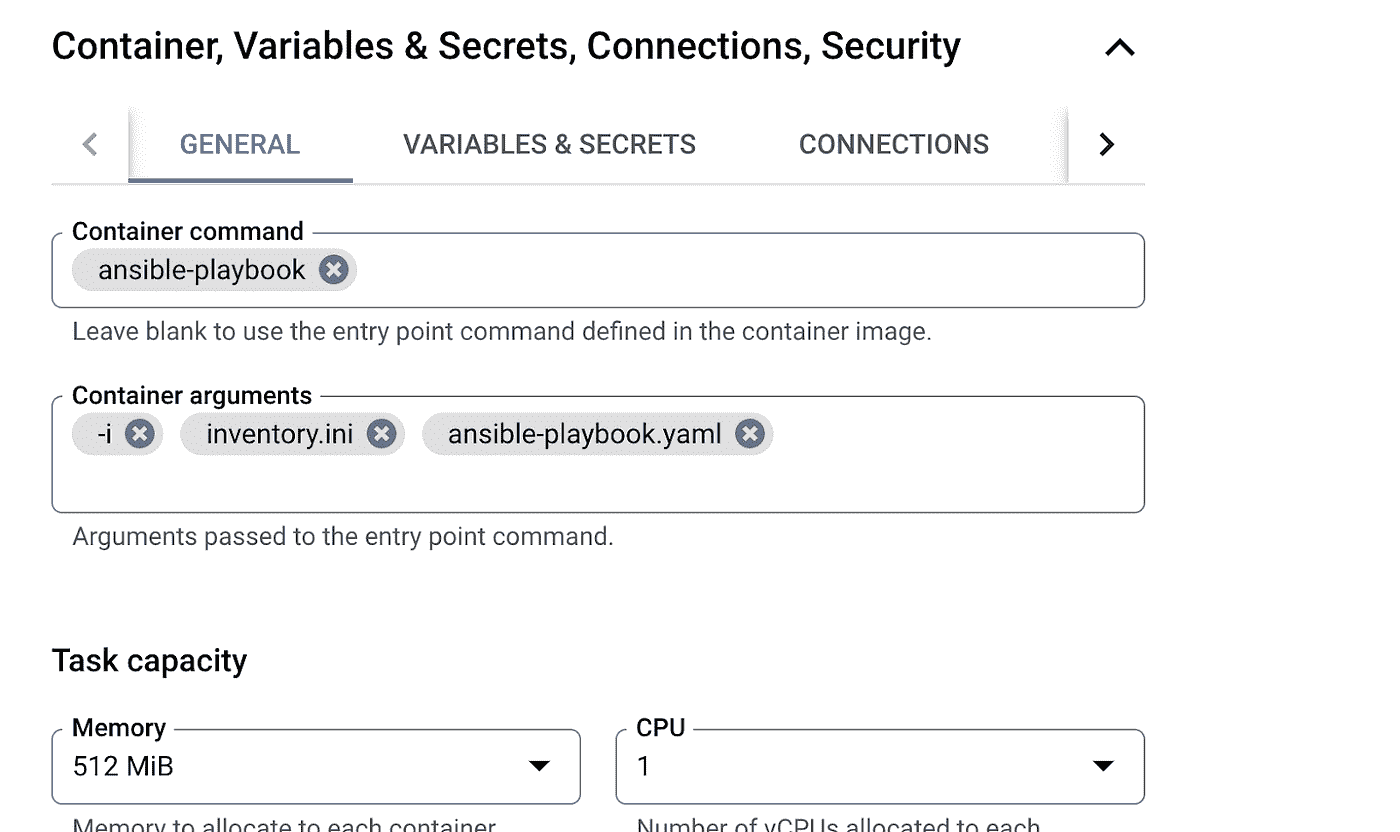 Container, Variables & Secrets, Connections, Security
GENERAL VARIABLES & SECRETS CONNECTIONS
Container command
ansible-playbook
Leave blank to use the entry point command defined in the container image.
Container arguments
-i inventory.ini ansible-playbook.yaml
Arguments passed to the entry point command.
Task capacity
Memory CPU
512 MiB 1
Memory to allocate to each container Number of vCPUs allocated to each